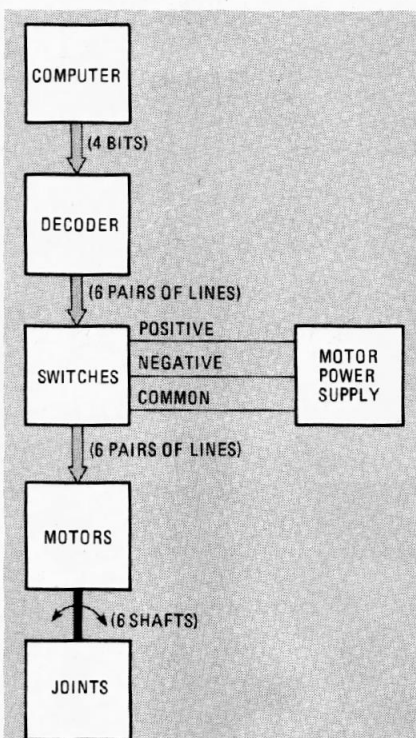 COMPUTER
(4 BITS)
DECODER
(6 PAIRS OF LINES)
SWITCHES
POSITIVE
NEGATIVE
COMMON
MOTOR
POWER
SUPPLY
(6 PAIRS OF LINES)
MOTORS
(6 SHAFTS)
JOINTS